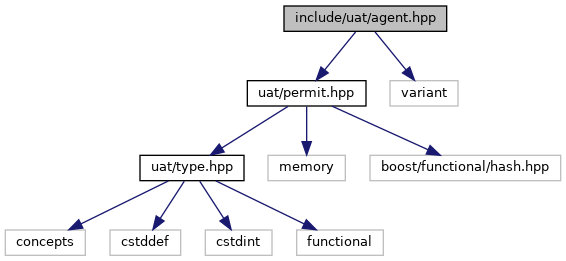 include/uat/agent.hpp
uat/permit.hpp
variant
uat/type.hpp
memory
boost/functional/hash.hpp
concepts
cstddef
cstdint
functional